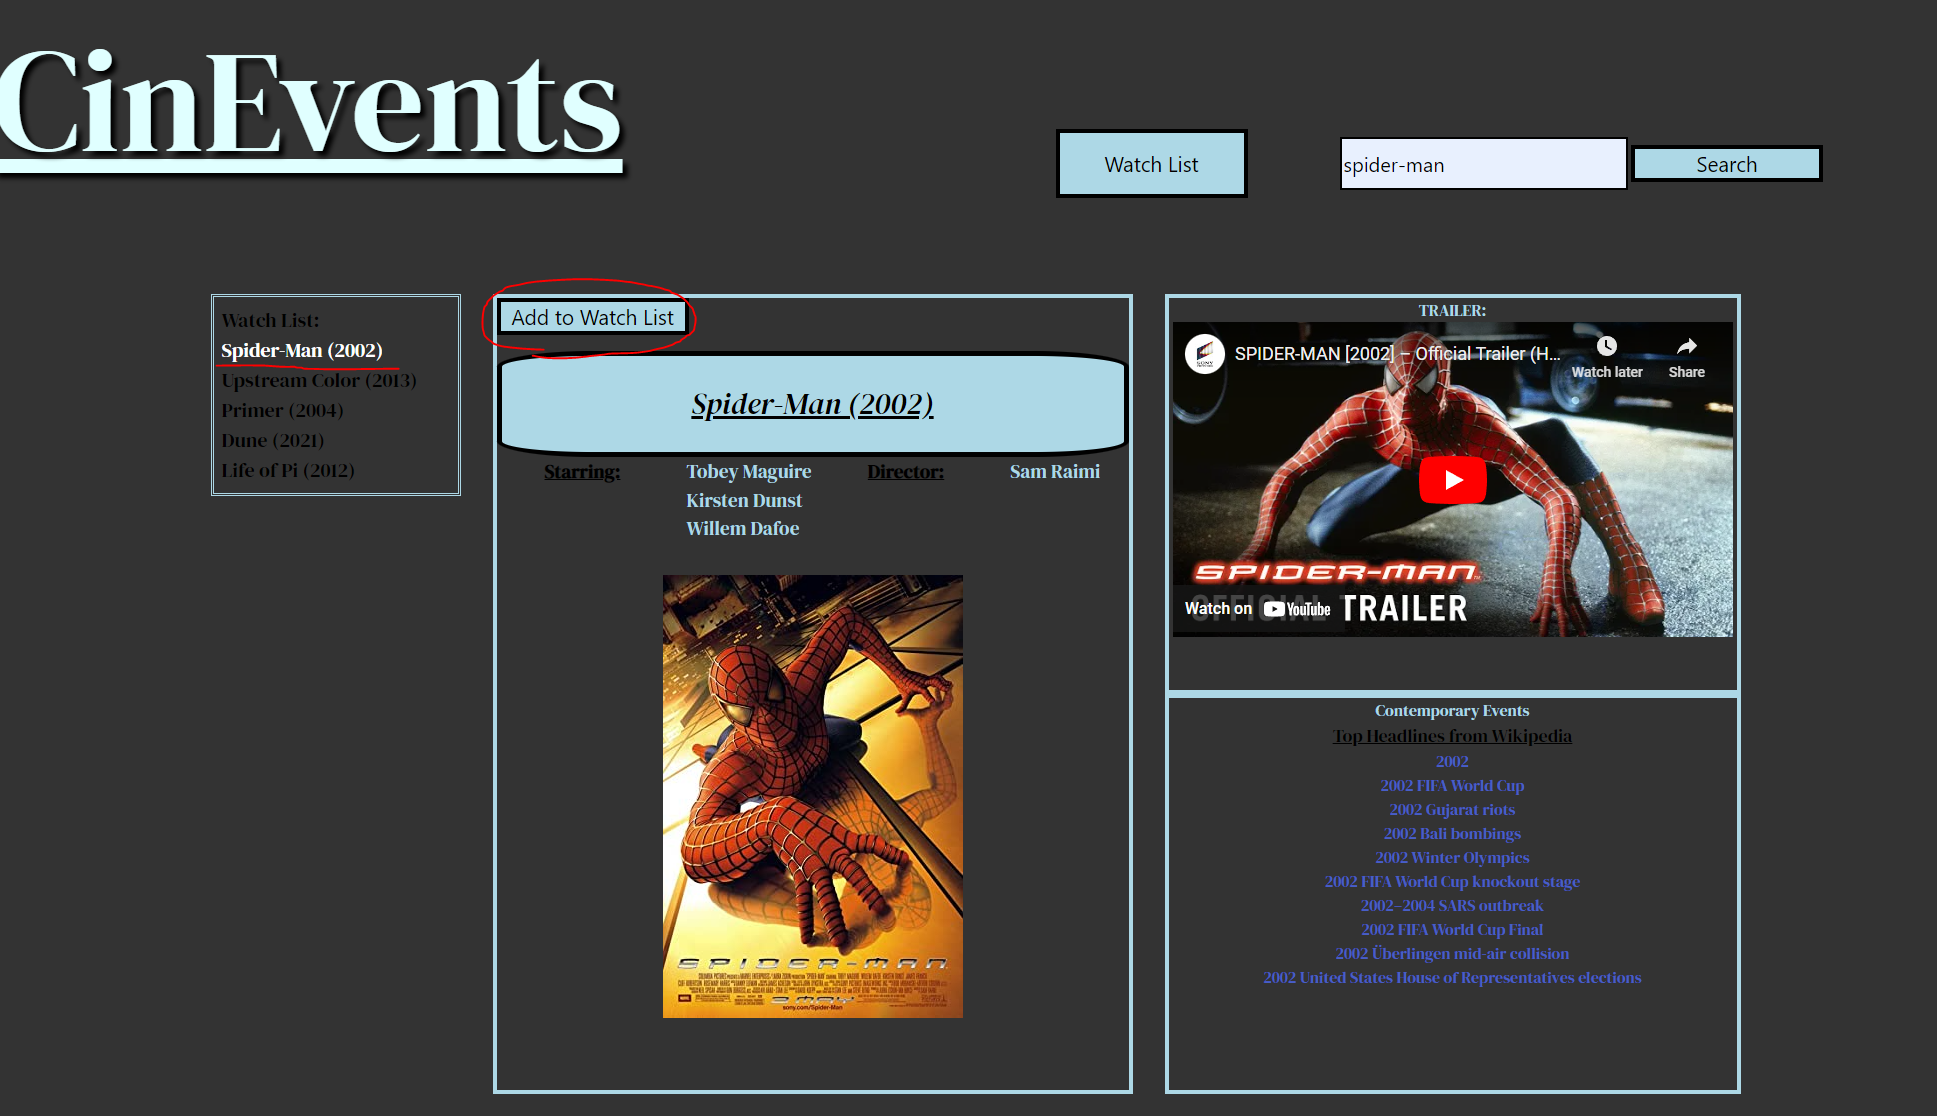 CinEvents
Watch List
spider-man
Search
Watch List:
Spider-Man (2002)
Upstream Color (2013)
Primer (2004)
Dune (2021)
Life of Pi (2012)
Add to Watch List
Spider-Man (2002)
Starring:
Tobey Maguire
Kirsten Dunst
Willem Dafoe
Director:
Sam Raimi
SPIDER-MAN
sony.com/Spider-Man
TRAILER:
SPIDER-MAN [2002] – Official Trailer (H...
Watch later
Share
SPIDER-MAN
OFFICIAL TRAILER
Watch on YouTube
Contemporary Events
Top Headlines from Wikipedia
2002
2002 FIFA World Cup
2002 Gujarat riots
2002 Bali bombings
2002 Winter Olympics
2002 FIFA World Cup knockout stage
2002–2004 SARS outbreak
2002 FIFA World Cup Final
2002 Überlingen mid-air collision
2002 United States House of Representatives elections